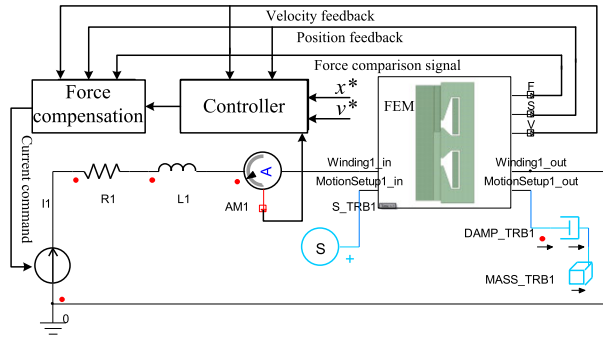 Velocity feedback
Position feedback
Force comparison signal
Force
compensation
Controller
x*
v*
FEM
F
S
V
Current command
Winding1_in
Winding1_out
MotionSetup1_in
MotionSetup1_out
R1
L1
A
AM1
S_TRB1
I1
S
+
DAMP_TRB1
MASS_TRB1
0